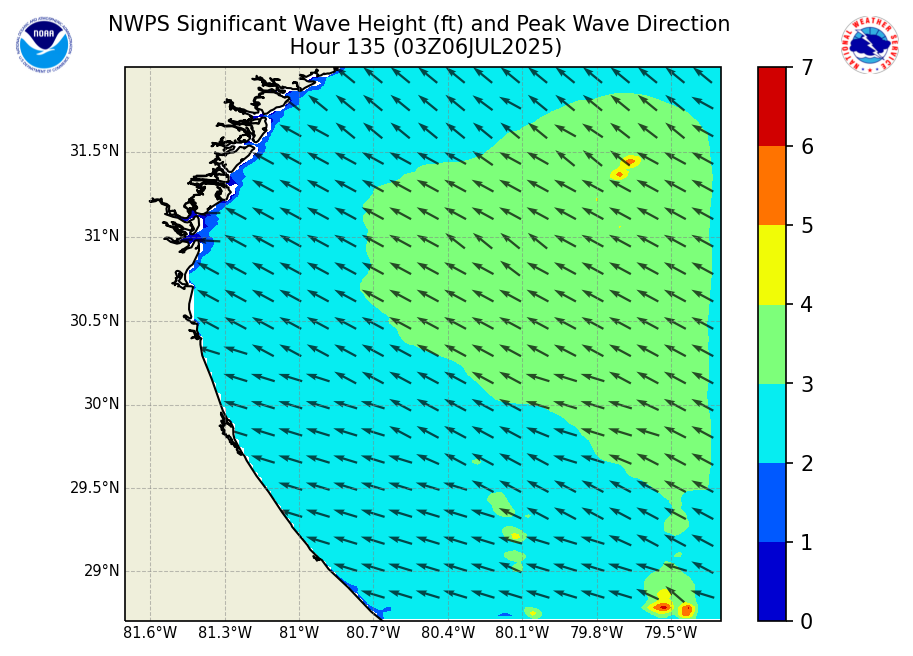 NWPS Significant Wave Height (ft) and Peak Wave Direction
Hour 135 (03Z06JUL2025)
NOAA
NATIONAL WEATHER SERVICE
31.5°N
31°N
30.5°N
30°N
29.5°N
29°N
81.6°W 81.3°W 81°W 80.7°W 80.4°W 80.1°W 79.8°W 79.5°W
7
6
5
4
3
2
1
0